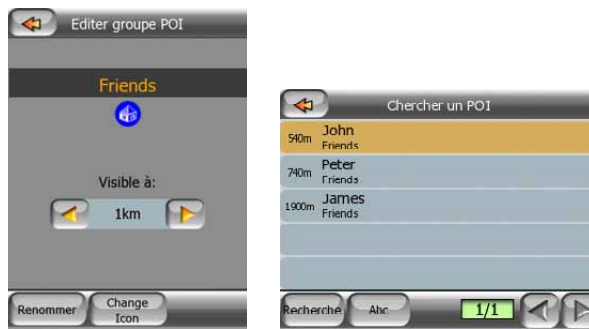 Editer groupe POI
Friends
Visible à:
1km
Renommer
Change
Icon
Chercher un POI
540m John
Friends
740m Peter
Friends
1900m James
Friends
Recherche
Abc
1/1